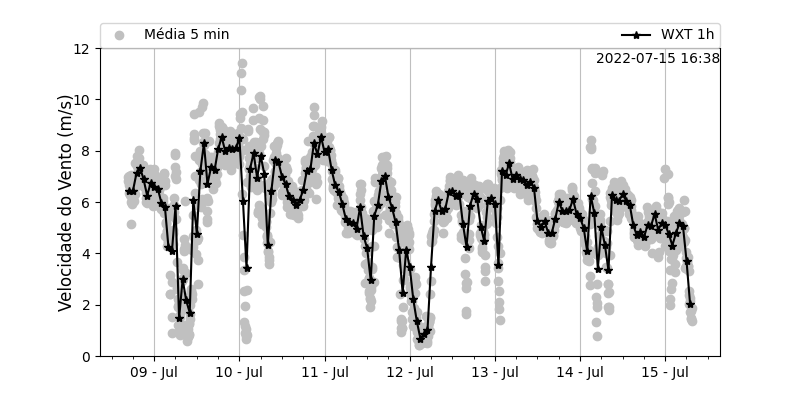 Média 5 min
WXT 1h
2022-07-15 16:38
Velocidade do Vento (m/s)
12
10
8
6
4
2
0
09 - Jul
10 - Jul
11 - Jul
12 - Jul
13 - Jul
14 - Jul
15 - Jul